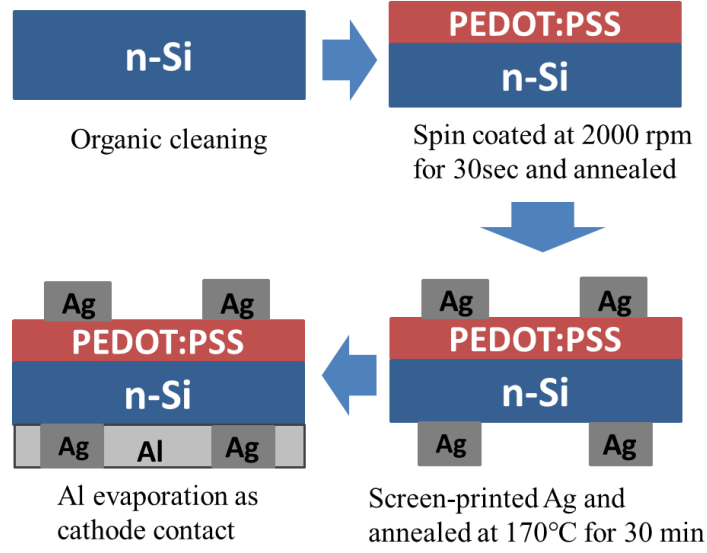 n-Si
Organic cleaning
PEDOT:PSS
n-Si
Spin coated at 2000 rpm
for 30sec and annealed
Ag Ag
PEDOT:PSS
n-Si
Ag Ag
Screen-printed Ag and
annealed at 170°C for 30 min
Ag Ag
PEDOT:PSS
n-Si
Ag Al Ag
Al evaporation as
cathode contact